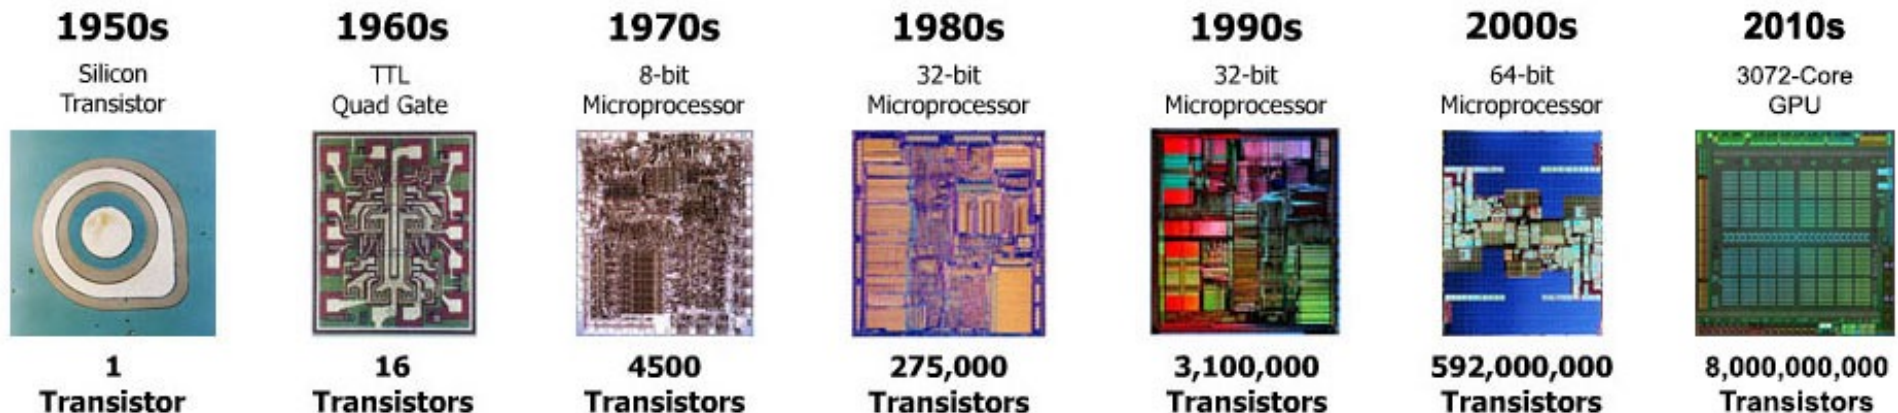 1950s
Silicon
Transistor
1
Transistor
1960s
TTL
Quad Gate
16
Transistors
1970s
8-bit
Microprocessor
4500
Transistors
1980s
32-bit
Microprocessor
275,000
Transistors
1990s
32-bit
Microprocessor
3,100,000
Transistors
2000s
64-bit
Microprocessor
592,000,000
Transistors
2010s
3072-Core
GPU
8,000,000,000
Transistors